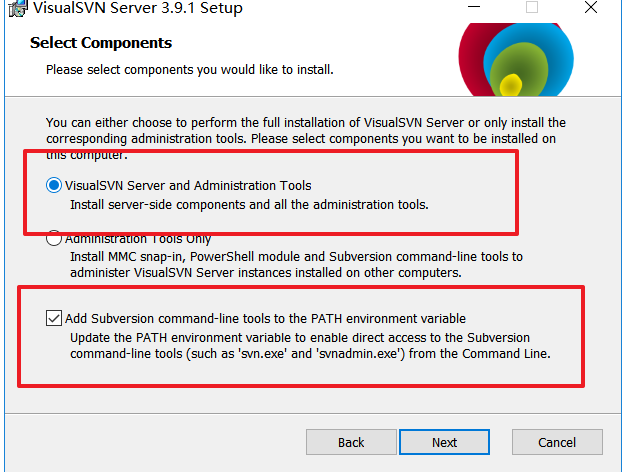 VisualSVN Server 3.9.1 Setup
Select Components
Please select components you would like to install.
You can either choose to perform the full installation of VisualSVN Server or only install the
corresponding administration tools. Please select components you want to be installed on
this computer.
VisualSVN Server and Administration Tools
Install server-side components and all the administration tools.
Administration Tools Only
Install MMC snap-in, PowerShell module and Subversion command-line tools to
administer VisualSVN Server instances installed on other computers.
Add Subversion command-line tools to the PATH environment variable
Update the PATH environment variable to enable direct access to the Subversion
command-line tools (such as 'svn.exe' and 'svnadmin.exe') from the Command Line.
Back Next Cancel